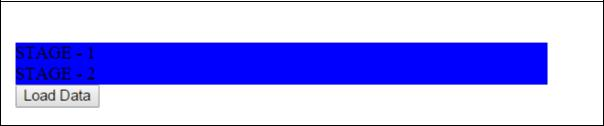 STAGE - 1
STAGE - 2
Load Data